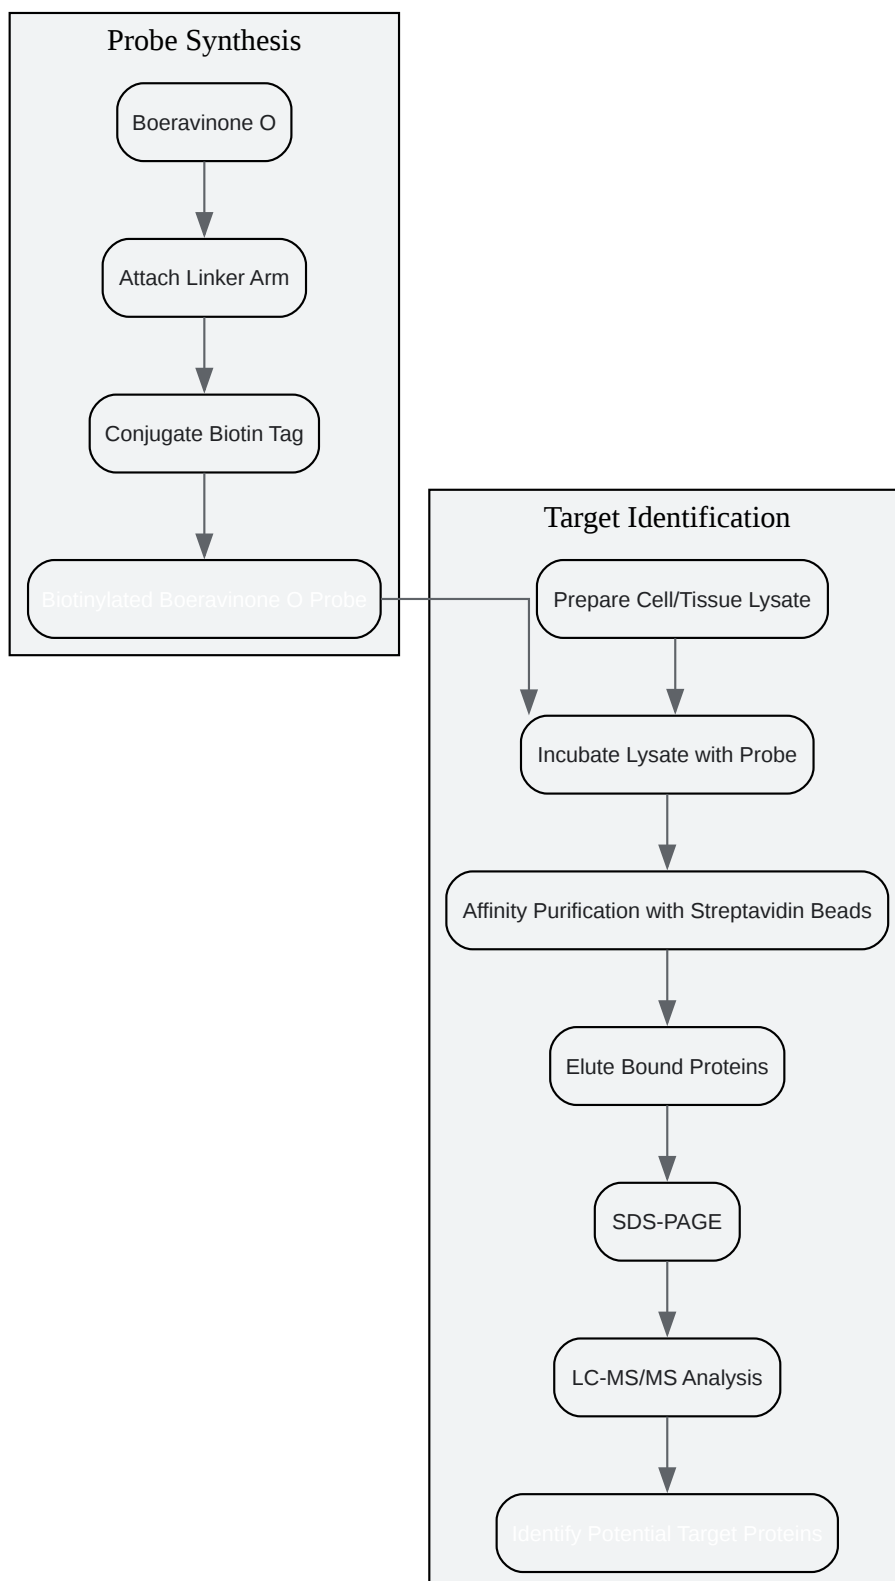 Probe Synthesis
Boeravinone O
Attach Linker Arm
Conjugate Biotin Tag
Biotinylated Boeravinone O Probe
Target Identification
Prepare Cell/Tissue Lysate
Incubate Lysate with Probe
Affinity Purification with Streptavidin Beads
Elute Bound Proteins
SDS-PAGE
LC-MS/MS Analysis
Identify Potential Target Proteins